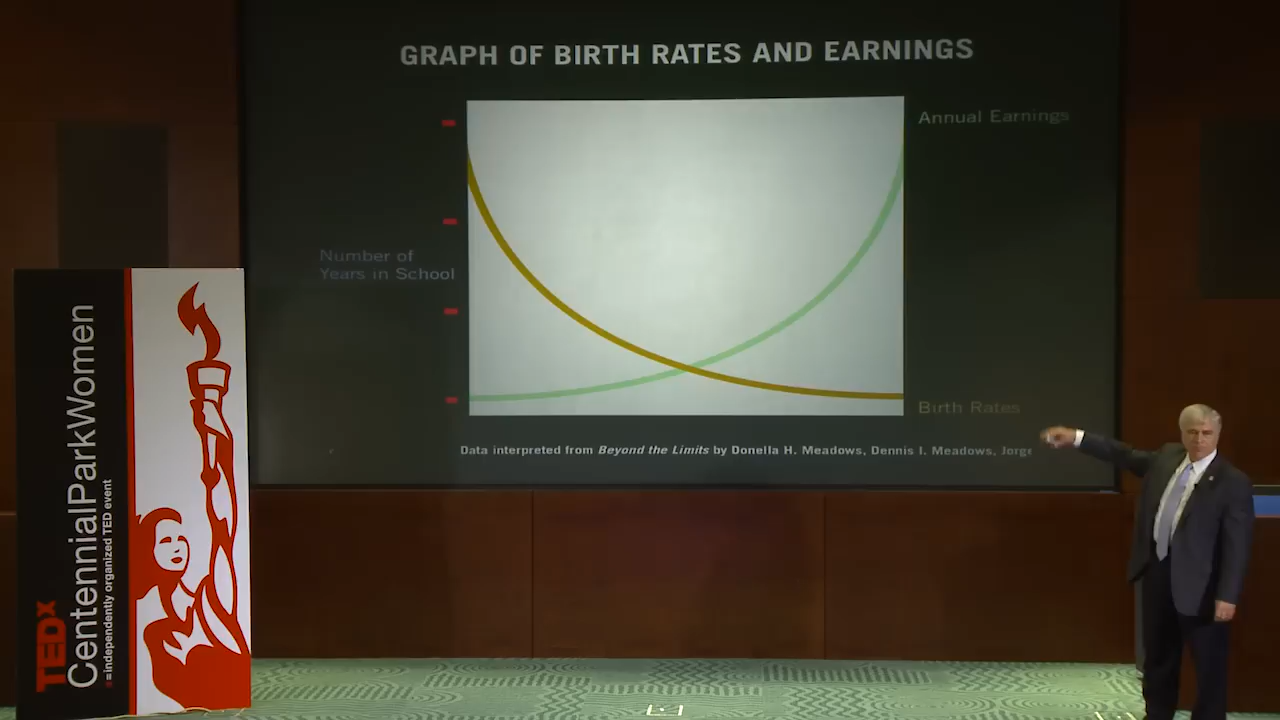 GRAPH OF BIRTH RATES AND EARNINGS
Annual Earnings
Number of
Years in School
Birth Rates
Data interpreted from Beyond the Limits by Donella H. Meadows, Dennis I. Meadows, Jorge
TEDx
CentennialParkWomen
x=independently organized TED event